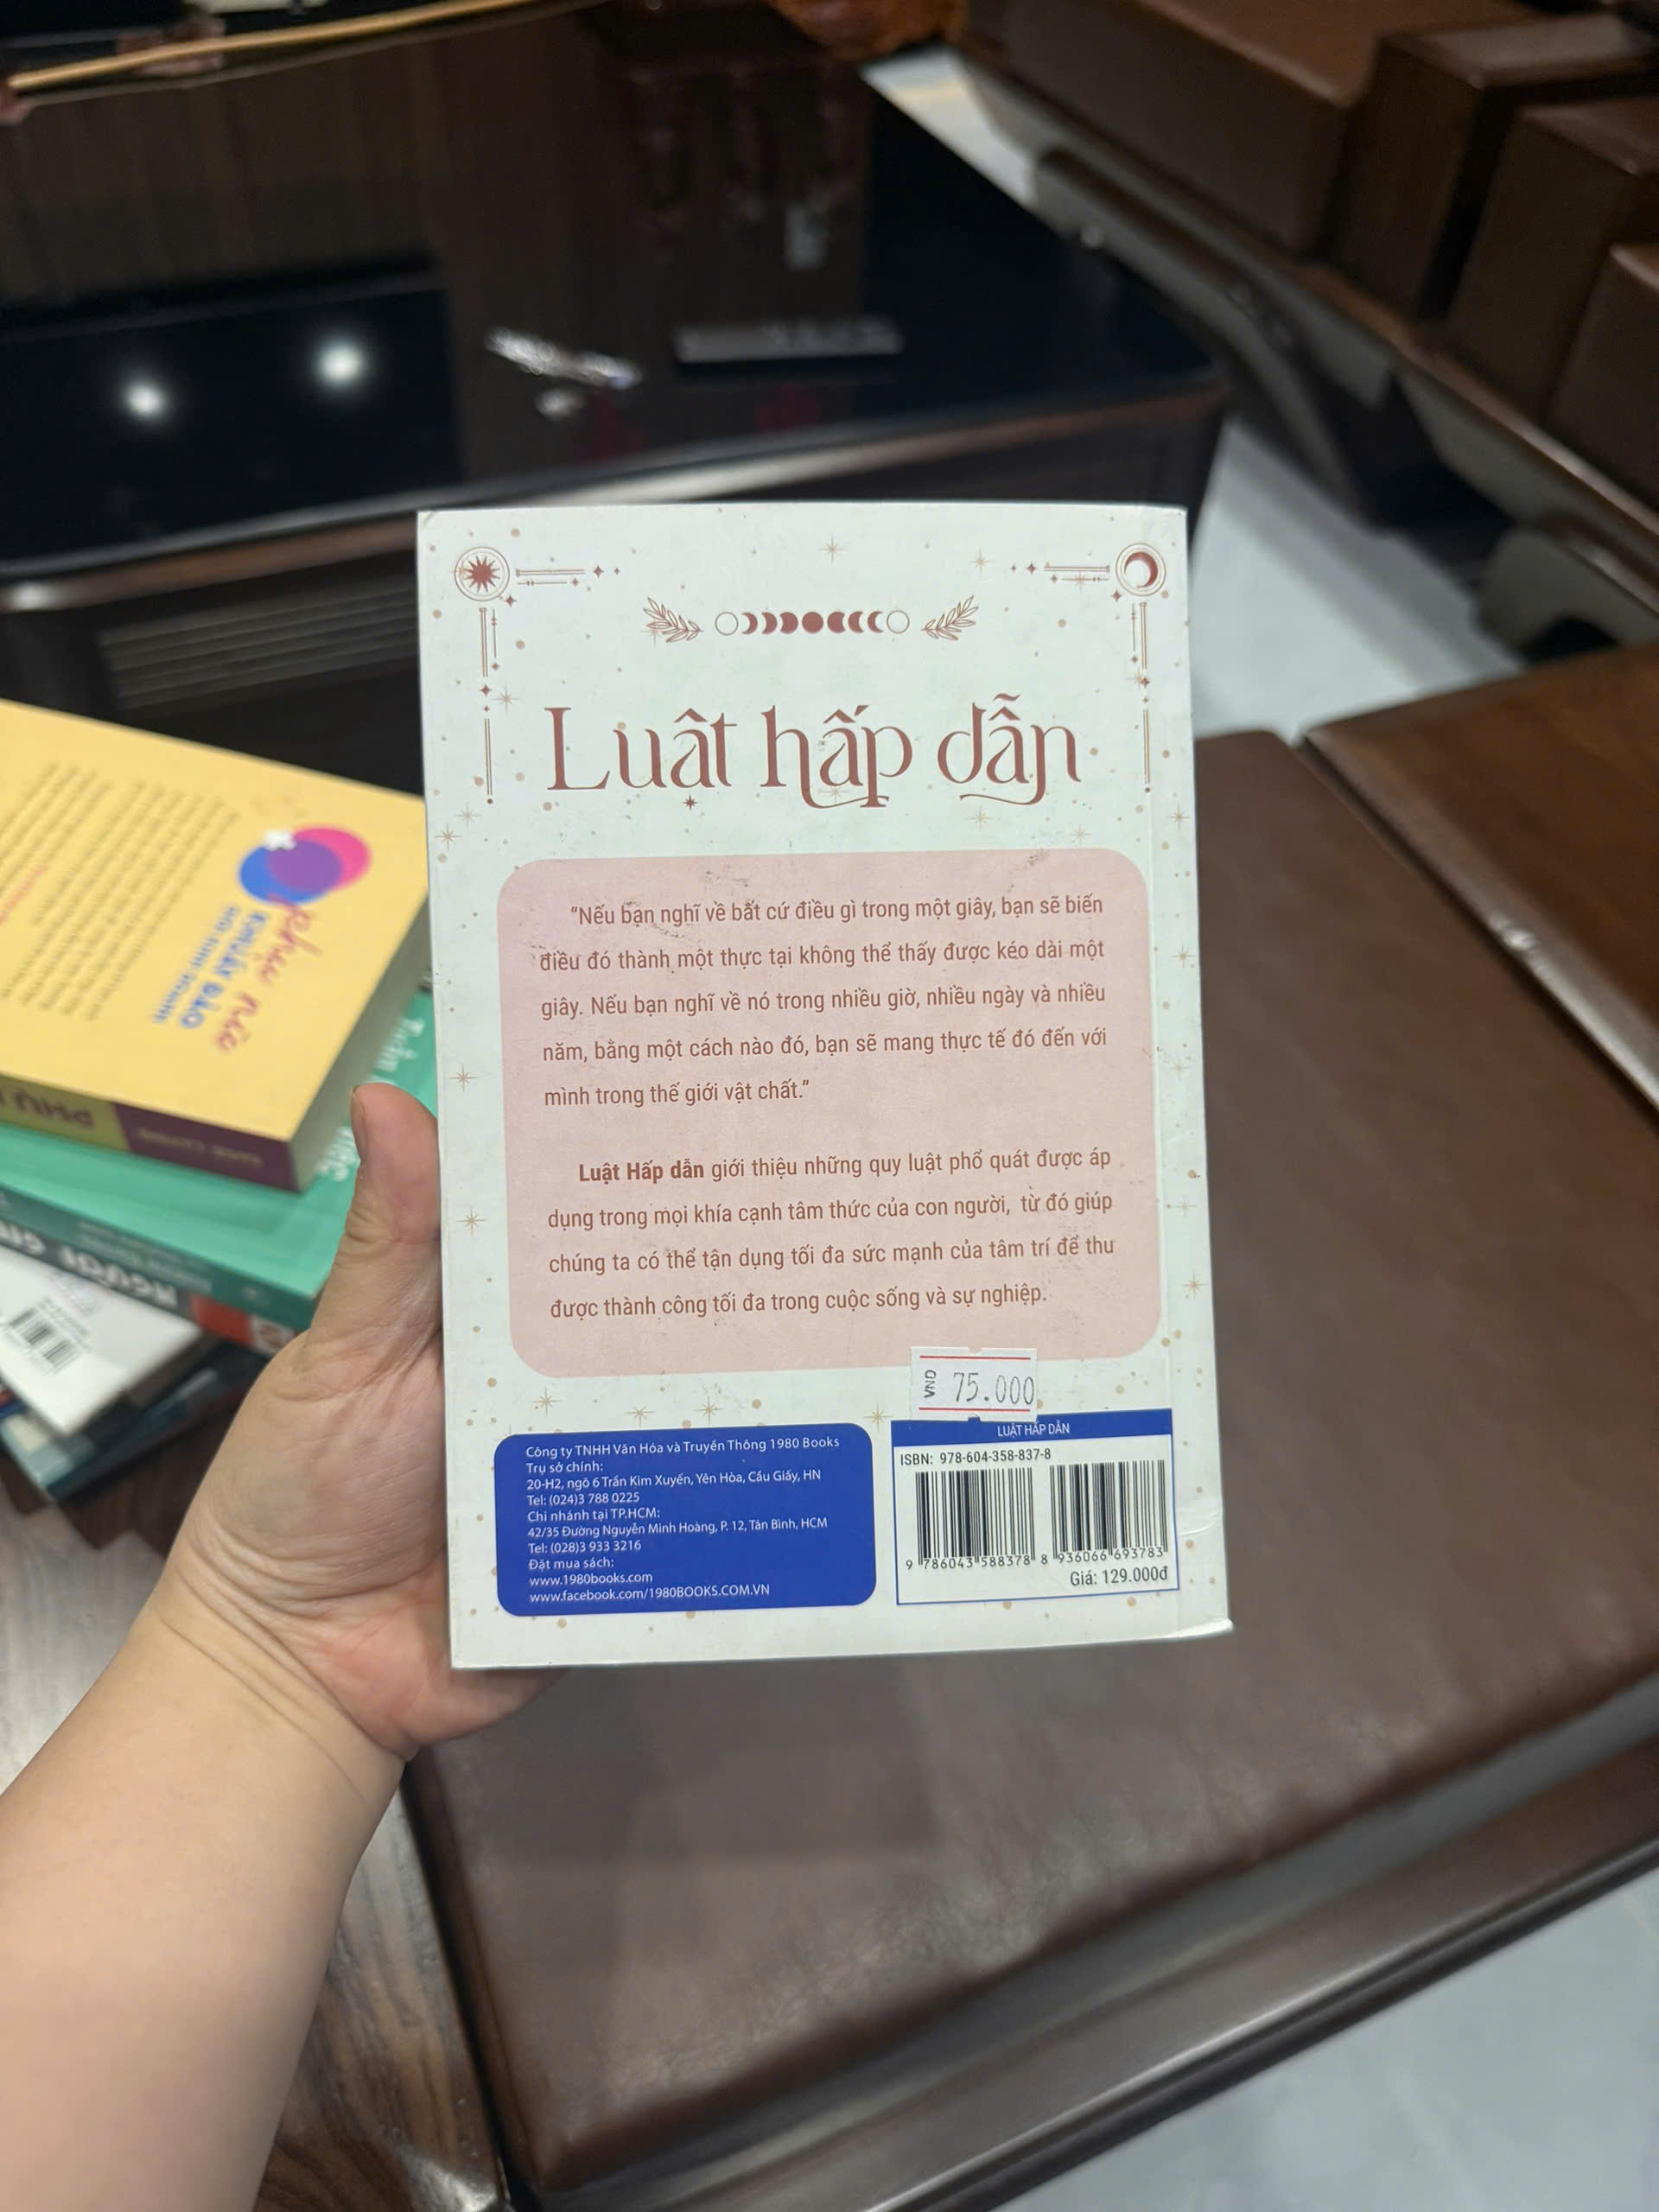 Luật hấp dẫn
“Nếu bạn nghĩ về bất cứ điều gì trong một giây, bạn sẽ biến
điều đó thành một thực tại không thể thấy được kéo dài một
giây. Nếu bạn nghĩ về nó trong nhiều giờ, nhiều ngày và nhiều
năm, bằng một cách nào đó, bạn sẽ mang thực tế đó đến với
mình trong thế giới vật chất.”
Luật Hấp dẫn giới thiệu những quy luật phổ quát được áp
dụng trong mọi khía cạnh tâm thức của con người, từ đó giúp
chúng ta có thể tận dụng tối đa sức mạnh của tâm trí để thu
được thành công tối đa trong cuộc sống và sự nghiệp.
VND 75.000
Công ty TNHH Văn Hóa và Truyền Thông 1980 Books
Trụ sở chính:
20-H2, ngõ 6 Trần Kim Xuyến, Yên Hòa, Cầu Giấy, HN
Tel: (024)3 788 0225
Chi nhánh tại TP.HCM:
42/35 Đường Nguyễn Minh Hoàng, P. 12, Tân Bình, HCM
Tel: (028)3 933 3216
Đặt mua sách:
www.1980books.com
www.facebook.com/1980BOOKS.COM.VN
LUẬT HẤP DẪN
ISBN: 978-604-358-837-8
9 786043 588378 8 936066 693783
Giá: 129.000đ
phụ nữ
KHUYẾN BẢO